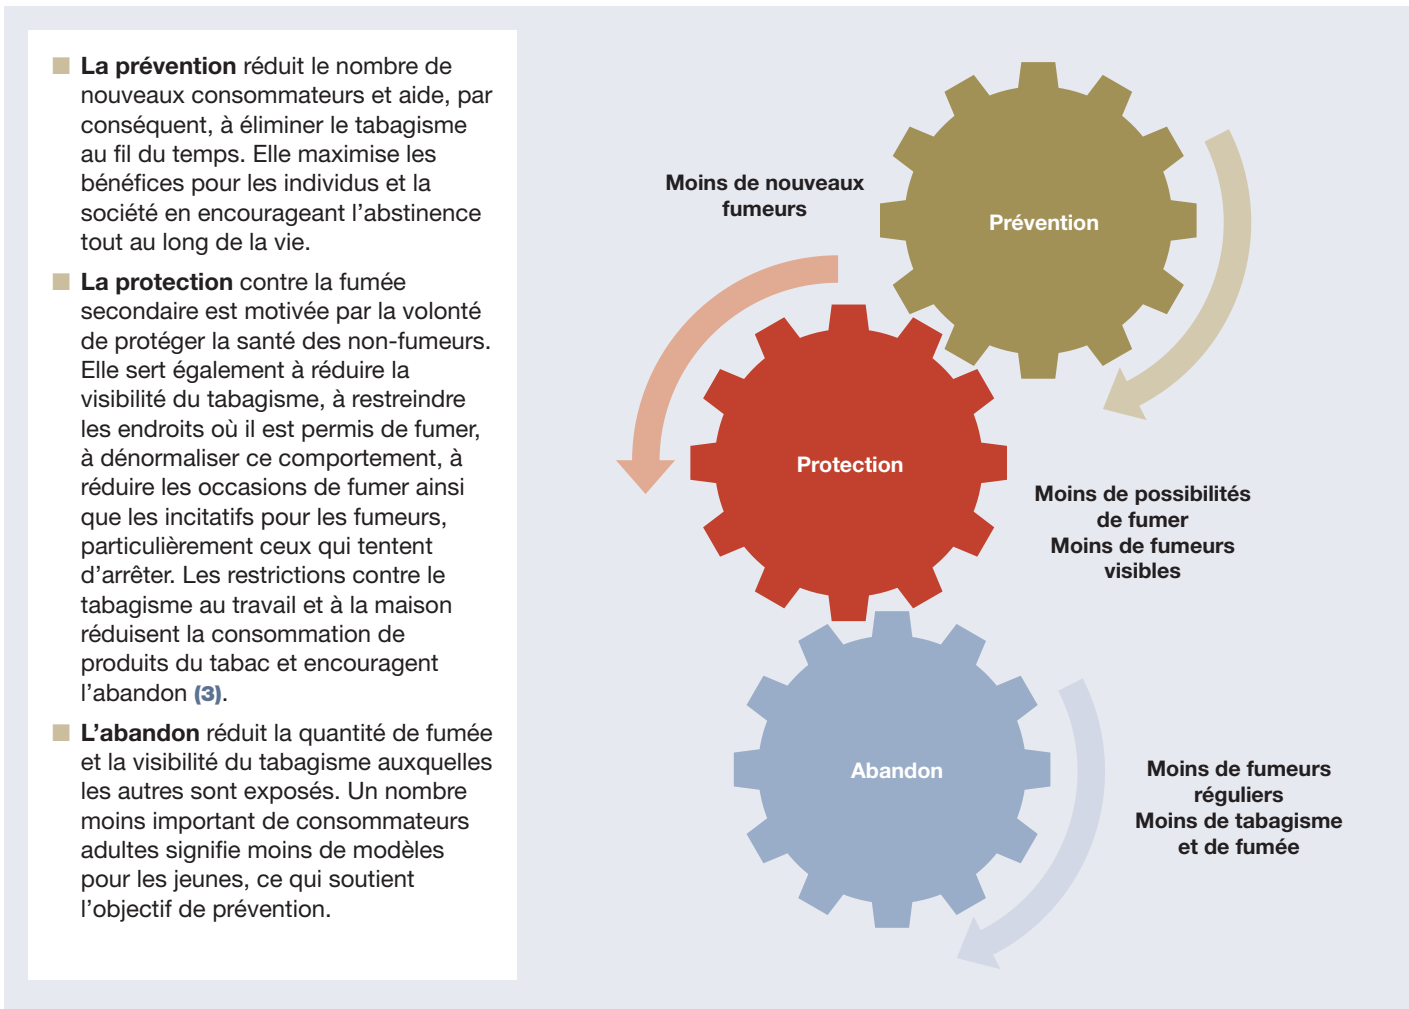 La prévention réduit le nombre de
nouveaux consommateurs et aide, par
conséquent, à éliminer le tabagisme
au fil du temps. Elle maximise les
bénéfices pour les individus et la
société en encourageant l’abstinence
tout au long de la vie.
La protection contre la fumée
secondaire est motivée par la volonté
de protéger la santé des non-fumeurs.
Elle sert également à réduire la
visibilité du tabagisme, à restreindre
les endroits où il est permis de fumer,
à dénormaliser ce comportement, à
réduire les occasions de fumer ainsi
que les incitatifs pour les fumeurs,
particulièrement ceux qui tentent
d’arrêter. Les restrictions contre le
tabagisme au travail et à la maison
réduisent la consommation de
produits du tabac et encouragent
l’abandon (3).
L’abandon réduit la quantité de fumée
et la visibilité du tabagisme auxquelles
les autres sont exposés. Un nombre
moins important de consommateurs
adultes signifie moins de modèles
pour les jeunes, ce qui soutient
l’objectif de prévention.
Moins de nouveaux
fumeurs
Prévention
Protection
Moins de possibilités
de fumer
Moins de fumeurs
visibles
Abandon
Moins de fumeurs
réguliers
Moins de tabagisme
et de fumée